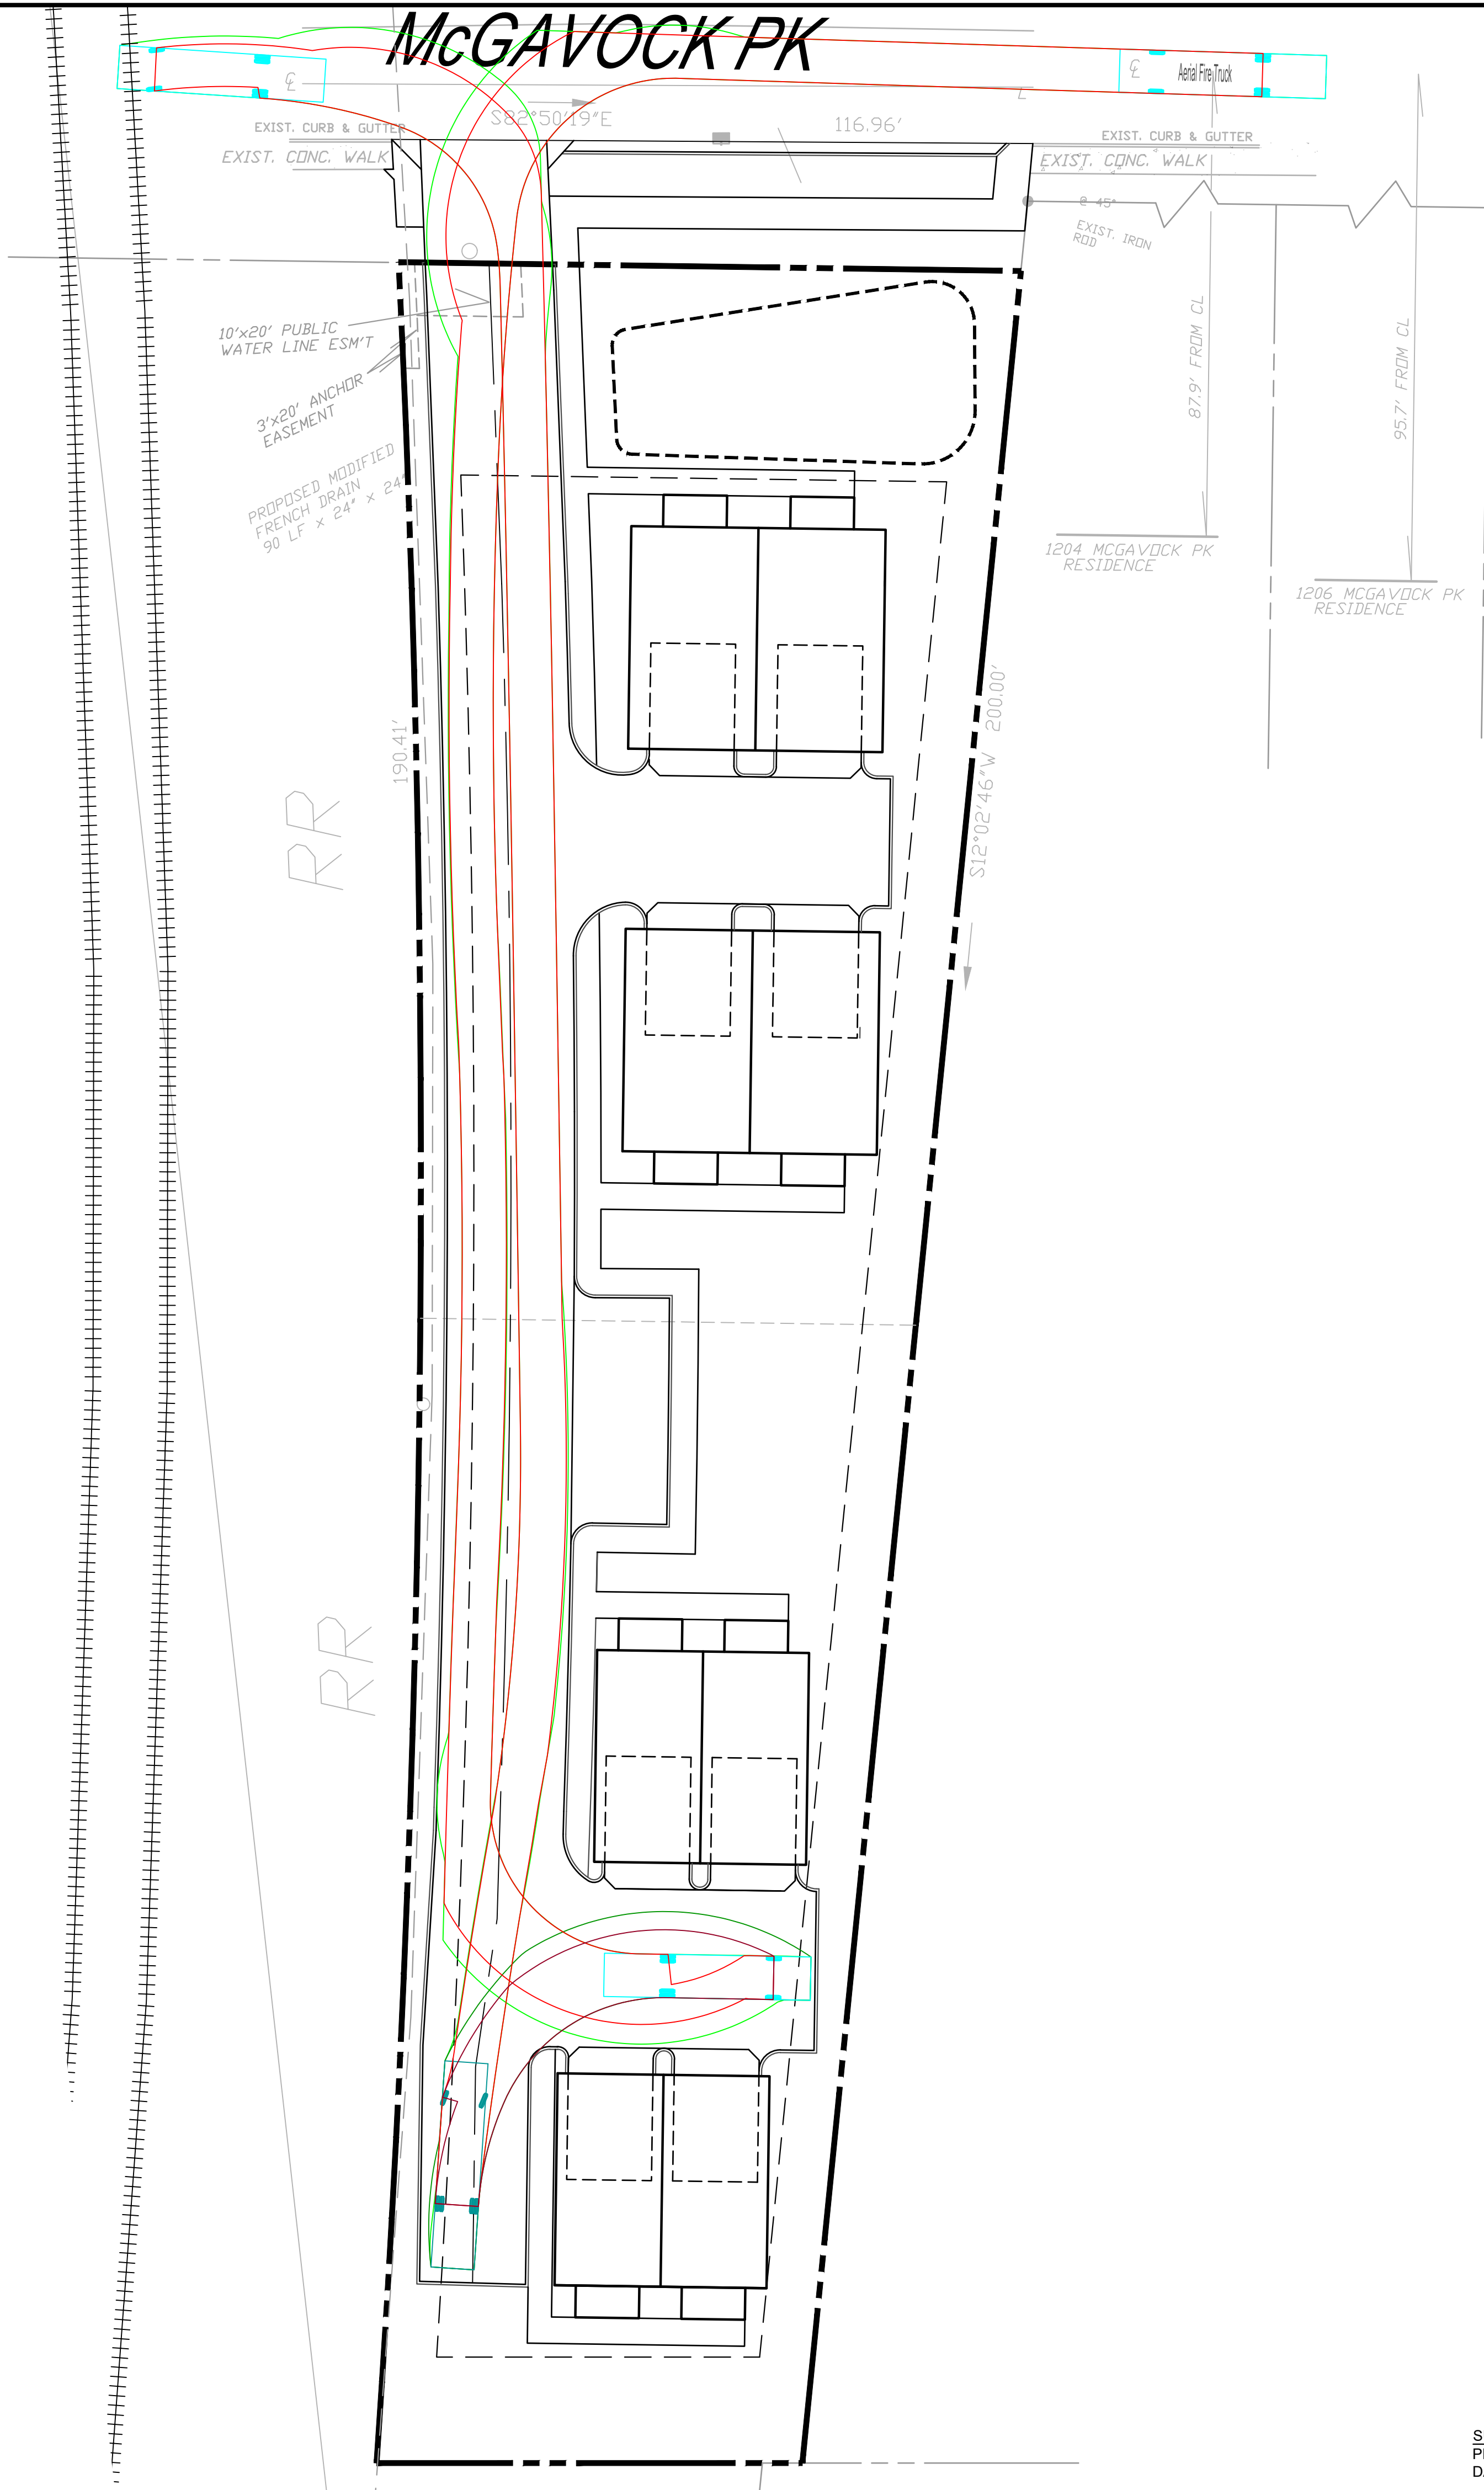 McGAVOCK PK
℄
℄
Aerial Fire Truck
S82°50'19"E
116.96'
EXIST. CURB & GUTTER
EXIST. CONC. WALK
EXIST. CURB & GUTTER
EXIST. CONC. WALK
@ 45°
EXIST. IRON
ROD
10'x20' PUBLIC
WATER LINE ESM'T
3'x20' ANCHOR
EASEMENT
PROPOSED MODIFIED
FRENCH DRAIN
90 LF x 24" x 24"
87.9' FROM CL
95.7' FROM CL
1204 MCGAVOCK PK
RESIDENCE
1206 MCGAVOCK PK
RESIDENCE
190.41'
S12°02'46"W 200.00'
RR
RR